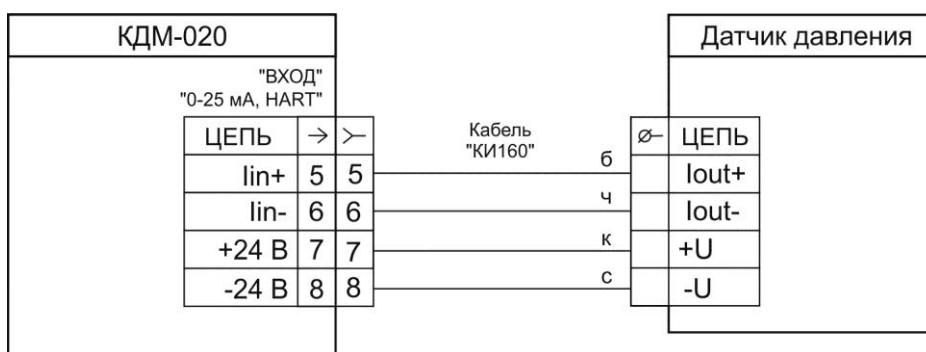 КДМ-020
Датчик давления
"ВХОД"
"0-25 мА, HART"
ЦЕПЬ
Кабель
"КИ160"
ЦЕПЬ
Iin+ 5 5 б Iout+
Iin- 6 6 ч Iout-
+24 В 7 7 к +U
-24 В 8 8 с -U